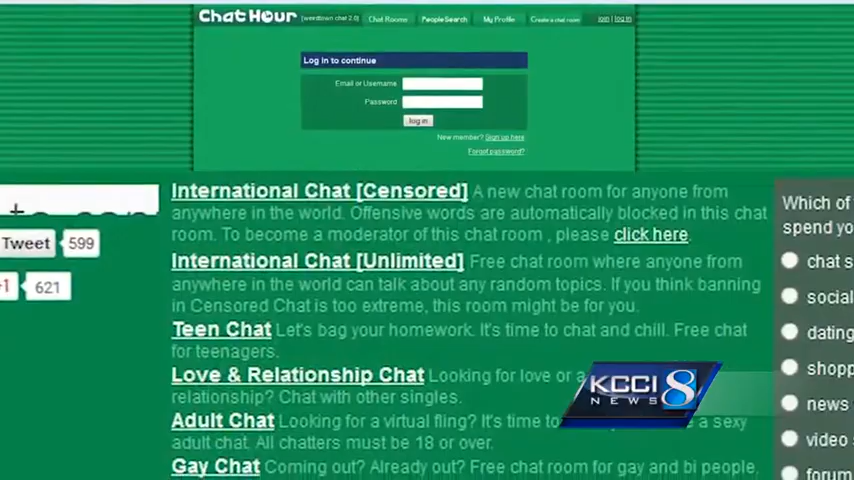 Chat Hour [weirdtown chat 2.0] Chat Rooms People Search My Profile Create a chat room join | log in
Log in to continue
Email or Username
Password
log in
New member? Sign up here
Forgot password?
International Chat [Censored] A new chat room for anyone from
anywhere in the world. Offensive words are automatically blocked in this chat
room. To become a moderator of this chat room , please click here.
International Chat [Unlimited] Free chat room where anyone from
anywhere in the world can talk about any random topics. If you think banning
in Censored Chat is too extreme, this room might be for you.
Teen Chat Let's bag your homework. It's time to chat and chill. Free chat
for teenagers.
Love & Relationship Chat Looking for love or a
relationship? Chat with other singles.
Adult Chat Looking for a virtual fling? It's time to a sexy
adult chat. All chatters must be 18 or over.
Gay Chat Coming out? Already out? Free chat room for gay and bi people,
Tweet 599
+1 621
Which of
spend yo
chat s
social
dating
shopp
news
video
forum
KCCI 8
NEWS